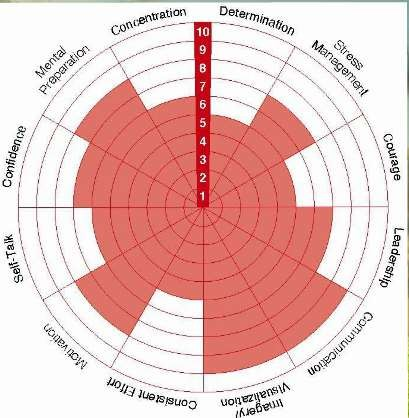 Concentration
Determination
Stress
Management
Courage
Leadership
Communication
Imagery/
Visualization
Consistent Effort
Motivation
Self-Talk
Confidence
Mental
Preparation
10
9
8
7
6
5
4
3
2
1